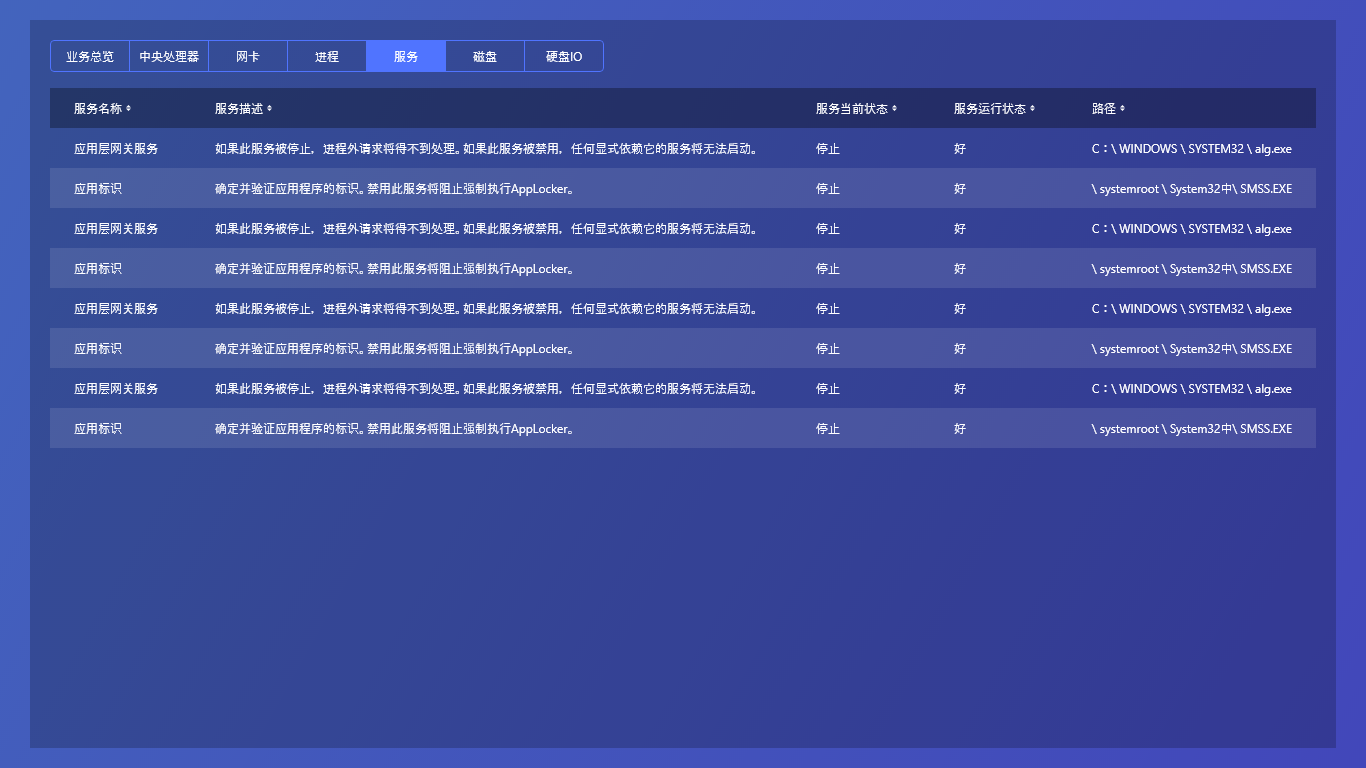 业务总览 中央处理器 网卡 进程 服务 磁盘 硬盘IO
服务名称 服务描述 服务当前状态 服务运行状态 路径
应用层网关服务 如果此服务被停止，进程外请求将得不到处理。如果此服务被禁用，任何显式依赖它的服务将无法启动。 停止 好 C：\ WINDOWS \ SYSTEM32 \ alg.exe
应用标识 确定并验证应用程序的标识。禁用此服务将阻止强制执行AppLocker。 停止 好 \ systemroot \ System32中\ SMSS.EXE
应用层网关服务 如果此服务被停止，进程外请求将得不到处理。如果此服务被禁用，任何显式依赖它的服务将无法启动。 停止 好 C：\ WINDOWS \ SYSTEM32 \ alg.exe
应用标识 确定并验证应用程序的标识。禁用此服务将阻止强制执行AppLocker。 停止 好 \ systemroot \ System32中\ SMSS.EXE
应用层网关服务 如果此服务被停止，进程外请求将得不到处理。如果此服务被禁用，任何显式依赖它的服务将无法启动。 停止 好 C：\ WINDOWS \ SYSTEM32 \ alg.exe
应用标识 确定并验证应用程序的标识。禁用此服务将阻止强制执行AppLocker。 停止 好 \ systemroot \ System32中\ SMSS.EXE
应用层网关服务 如果此服务被停止，进程外请求将得不到处理。如果此服务被禁用，任何显式依赖它的服务将无法启动。 停止 好 C：\ WINDOWS \ SYSTEM32 \ alg.exe
应用标识 确定并验证应用程序的标识。禁用此服务将阻止强制执行AppLocker。 停止 好 \ systemroot \ System32中\ SMSS.EXE